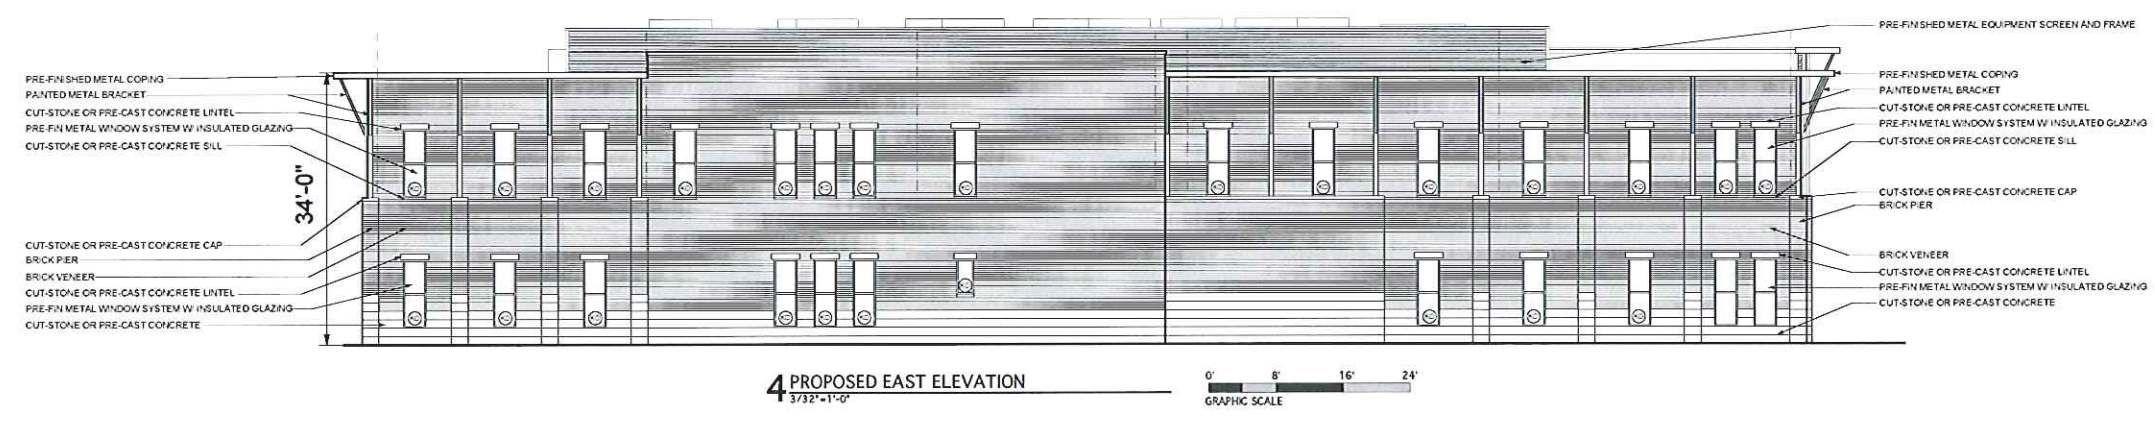 PRE-FINISHED METAL EQUIPMENT SCREEN AND FRAME
PRE-FINISHED METAL COPING
PAINTED METAL BRACKET
CUT-STONE OR PRE-CAST CONCRETE LINTEL
PRE-FIN METAL WINDOW SYSTEM W/ INSULATED GLAZING
CUT-STONE OR PRE-CAST CONCRETE SILL
34'-0"
CUT-STONE OR PRE-CAST CONCRETE CAP
BRICK PIER
BRICK VENEER
CUT-STONE OR PRE-CAST CONCRETE LINTEL
PRE-FIN METAL WINDOW SYSTEM W/ INSULATED GLAZING
CUT-STONE OR PRE-CAST CONCRETE
PRE-FINISHED METAL COPING
PAINTED METAL BRACKET
CUT-STONE OR PRE-CAST CONCRETE LINTEL
PRE-FIN METAL WINDOW SYSTEM W/ INSULATED GLAZING
CUT-STONE OR PRE-CAST CONCRETE SILL
CUT-STONE OR PRE-CAST CONCRETE CAP
BRICK PIER
BRICK VENEER
CUT-STONE OR PRE-CAST CONCRETE LINTEL
PRE-FIN METAL WINDOW SYSTEM W/ INSULATED GLAZING
CUT-STONE OR PRE-CAST CONCRETE
4 PROPOSED EAST ELEVATION
3/32"=1'-0"
0' 8' 16' 24'
GRAPHIC SCALE